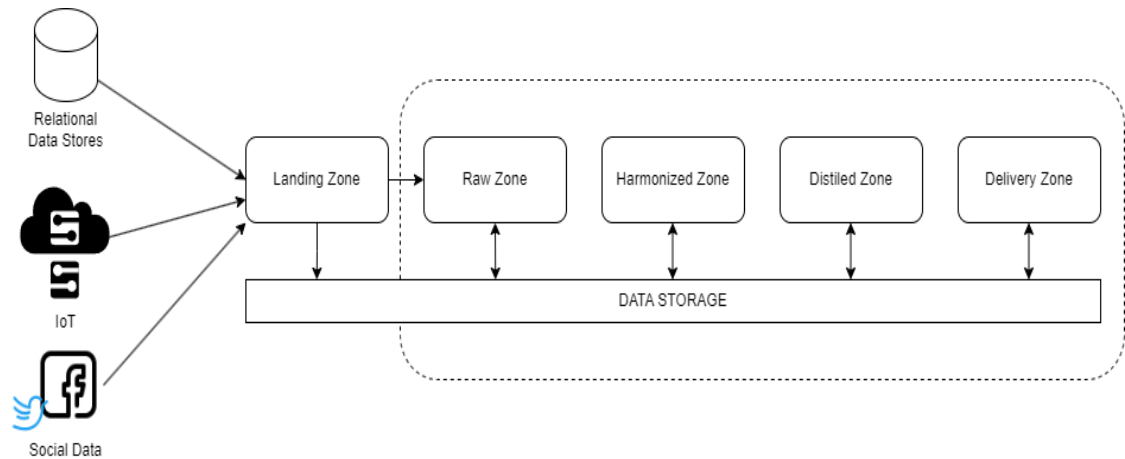 Relational
Data Stores
Landing Zone
Raw Zone
Harmonized Zone
Distiled Zone
Delivery Zone
DATA STORAGE
IoT
Social Data